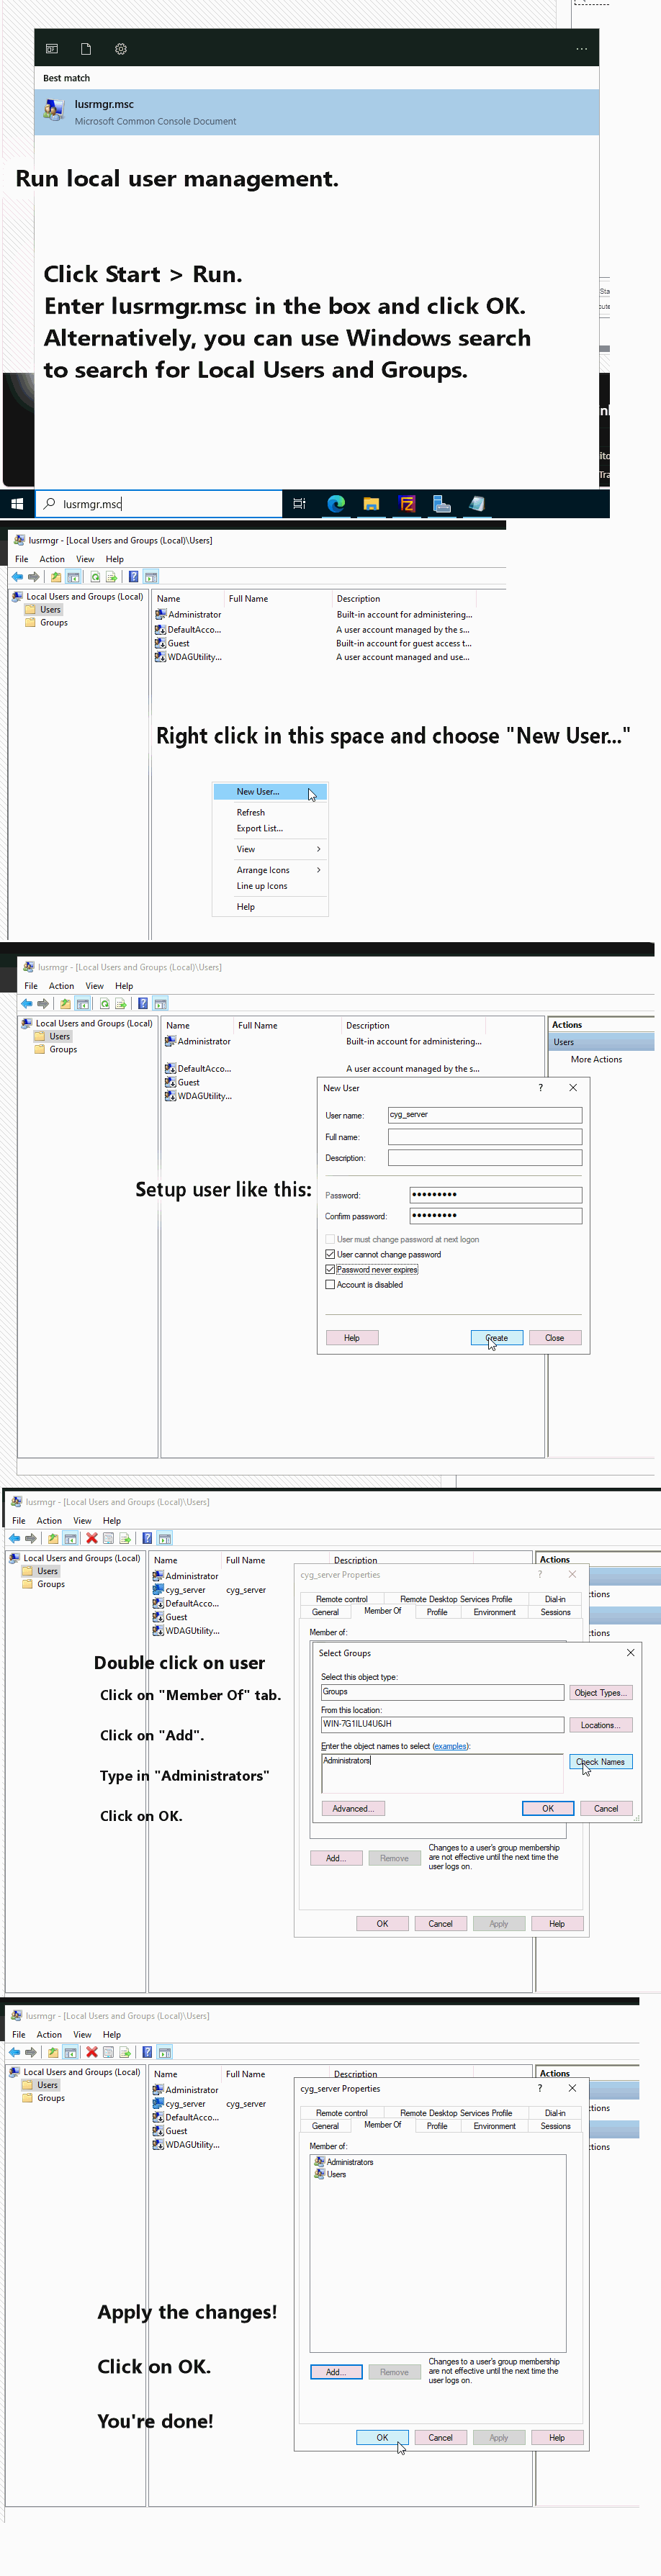 Best match
lusrmgr.msc
Microsoft Common Console Document
Run local user management.
Click Start > Run.
Enter lusrmgr.msc in the box and click OK.
Alternatively, you can use Windows search
to search for Local Users and Groups.
lusrmgr.msc
lusrmgr - [Local Users and Groups (Local)\Users]
File Action View Help
Local Users and Groups (Local)
Users
Groups
Name Full Name Description
Administrator Built-in account for administering...
DefaultAcco... A user account managed by the s...
Guest Built-in account for guest access t...
WDAGUtility... A user account managed and use...
Right click in this space and choose "New User..."
New User...
Refresh
Export List...
View
Arrange Icons
Line up Icons
Help
lusrmgr - [Local Users and Groups (Local)\Users]
File Action View Help
Local Users and Groups (Local)
Users
Groups
Name Full Name Description
Administrator Built-in account for administering...
DefaultAcco... A user account managed by the s...
Guest
WDAGUtility...
Actions
Users
More Actions
Setup user like this:
New User ?
User name: cyg_server
Full name:
Description:
Password:
Confirm password:
User must change password at next logon
User cannot change password
Password never expires
Account is disabled
Help Create Close
lusrmgr - [Local Users and Groups (Local)\Users]
File Action View Help
Local Users and Groups (Local)
Users
Groups
Name Full Name Description
Administrator
cyg_server cyg_server
DefaultAcco...
Guest
WDAGUtility...
Actions
ctions
ctions
Double click on user
Click on "Member Of" tab.
Click on "Add".
Type in "Administrators"
Click on OK.
cyg_server Properties ?
Remote control Remote Desktop Services Profile Dial-in
General Member Of Profile Environment Sessions
Member of:
Select Groups
Select this object type:
Groups Object Types...
From this location:
WIN-7G1ILU4U6JH Locations...
Enter the object names to select (examples):
Administrators Check Names
Advanced... OK Cancel
Add... Remove
Changes to a user's group membership
are not effective until the next time the
user logs on.
OK Cancel Apply Help
lusrmgr - [Local Users and Groups (Local)\Users]
File Action View Help
Local Users and Groups (Local)
Users
Groups
Name Full Name Description
Administrator
cyg_server cyg_server
DefaultAcco...
Guest
WDAGUtility...
Actions
ctions
ctions
cyg_server Properties ?
Remote control Remote Desktop Services Profile Dial-in
General Member Of Profile Environment Sessions
Member of:
Administrators
Users
Apply the changes!
Click on OK.
You're done!
Add... Remove
Changes to a user's group membership
are not effective until the next time the
user logs on.
OK Cancel Apply Help